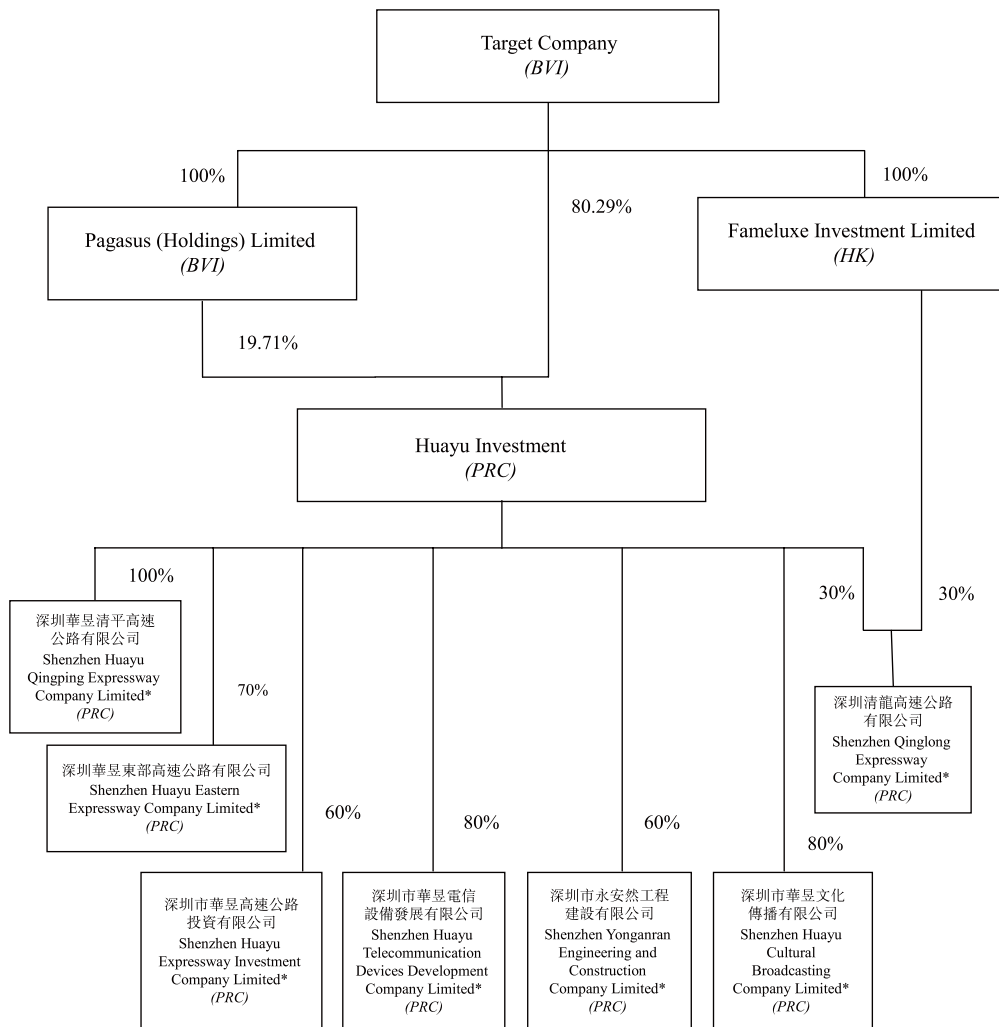 Target Company
(BVI)
100%
80.29%
100%
Pagasus (Holdings) Limited
(BVI)
Fameluxe Investment Limited
(HK)
19.71%
Huayu Investment
(PRC)
100%
70%
60%
80%
60%
80%
30%
30%
深圳華昱清平高速
公路有限公司
Shenzhen Huayu
Qingping Expressway
Company Limited*
(PRC)
深圳華昱東部高速公路有限公司
Shenzhen Huayu Eastern
Expressway Company Limited*
(PRC)
深圳清龍高速公路
有限公司
Shenzhen Qinglong
Expressway
Company Limited*
(PRC)
深圳市華昱高速公路
投資有限公司
Shenzhen Huayu
Expressway Investment
Company Limited*
(PRC)
深圳市華昱電信
設備發展有限公司
Shenzhen Huayu
Telecommunication
Devices Development
Company Limited*
(PRC)
深圳市永安然工程
建設有限公司
Shenzhen Yonganran
Engineering and
Construction
Company Limited*
(PRC)
深圳市華昱文化
傳播有限公司
Shenzhen Huayu
Cultural
Broadcasting
Company Limited*
(PRC)